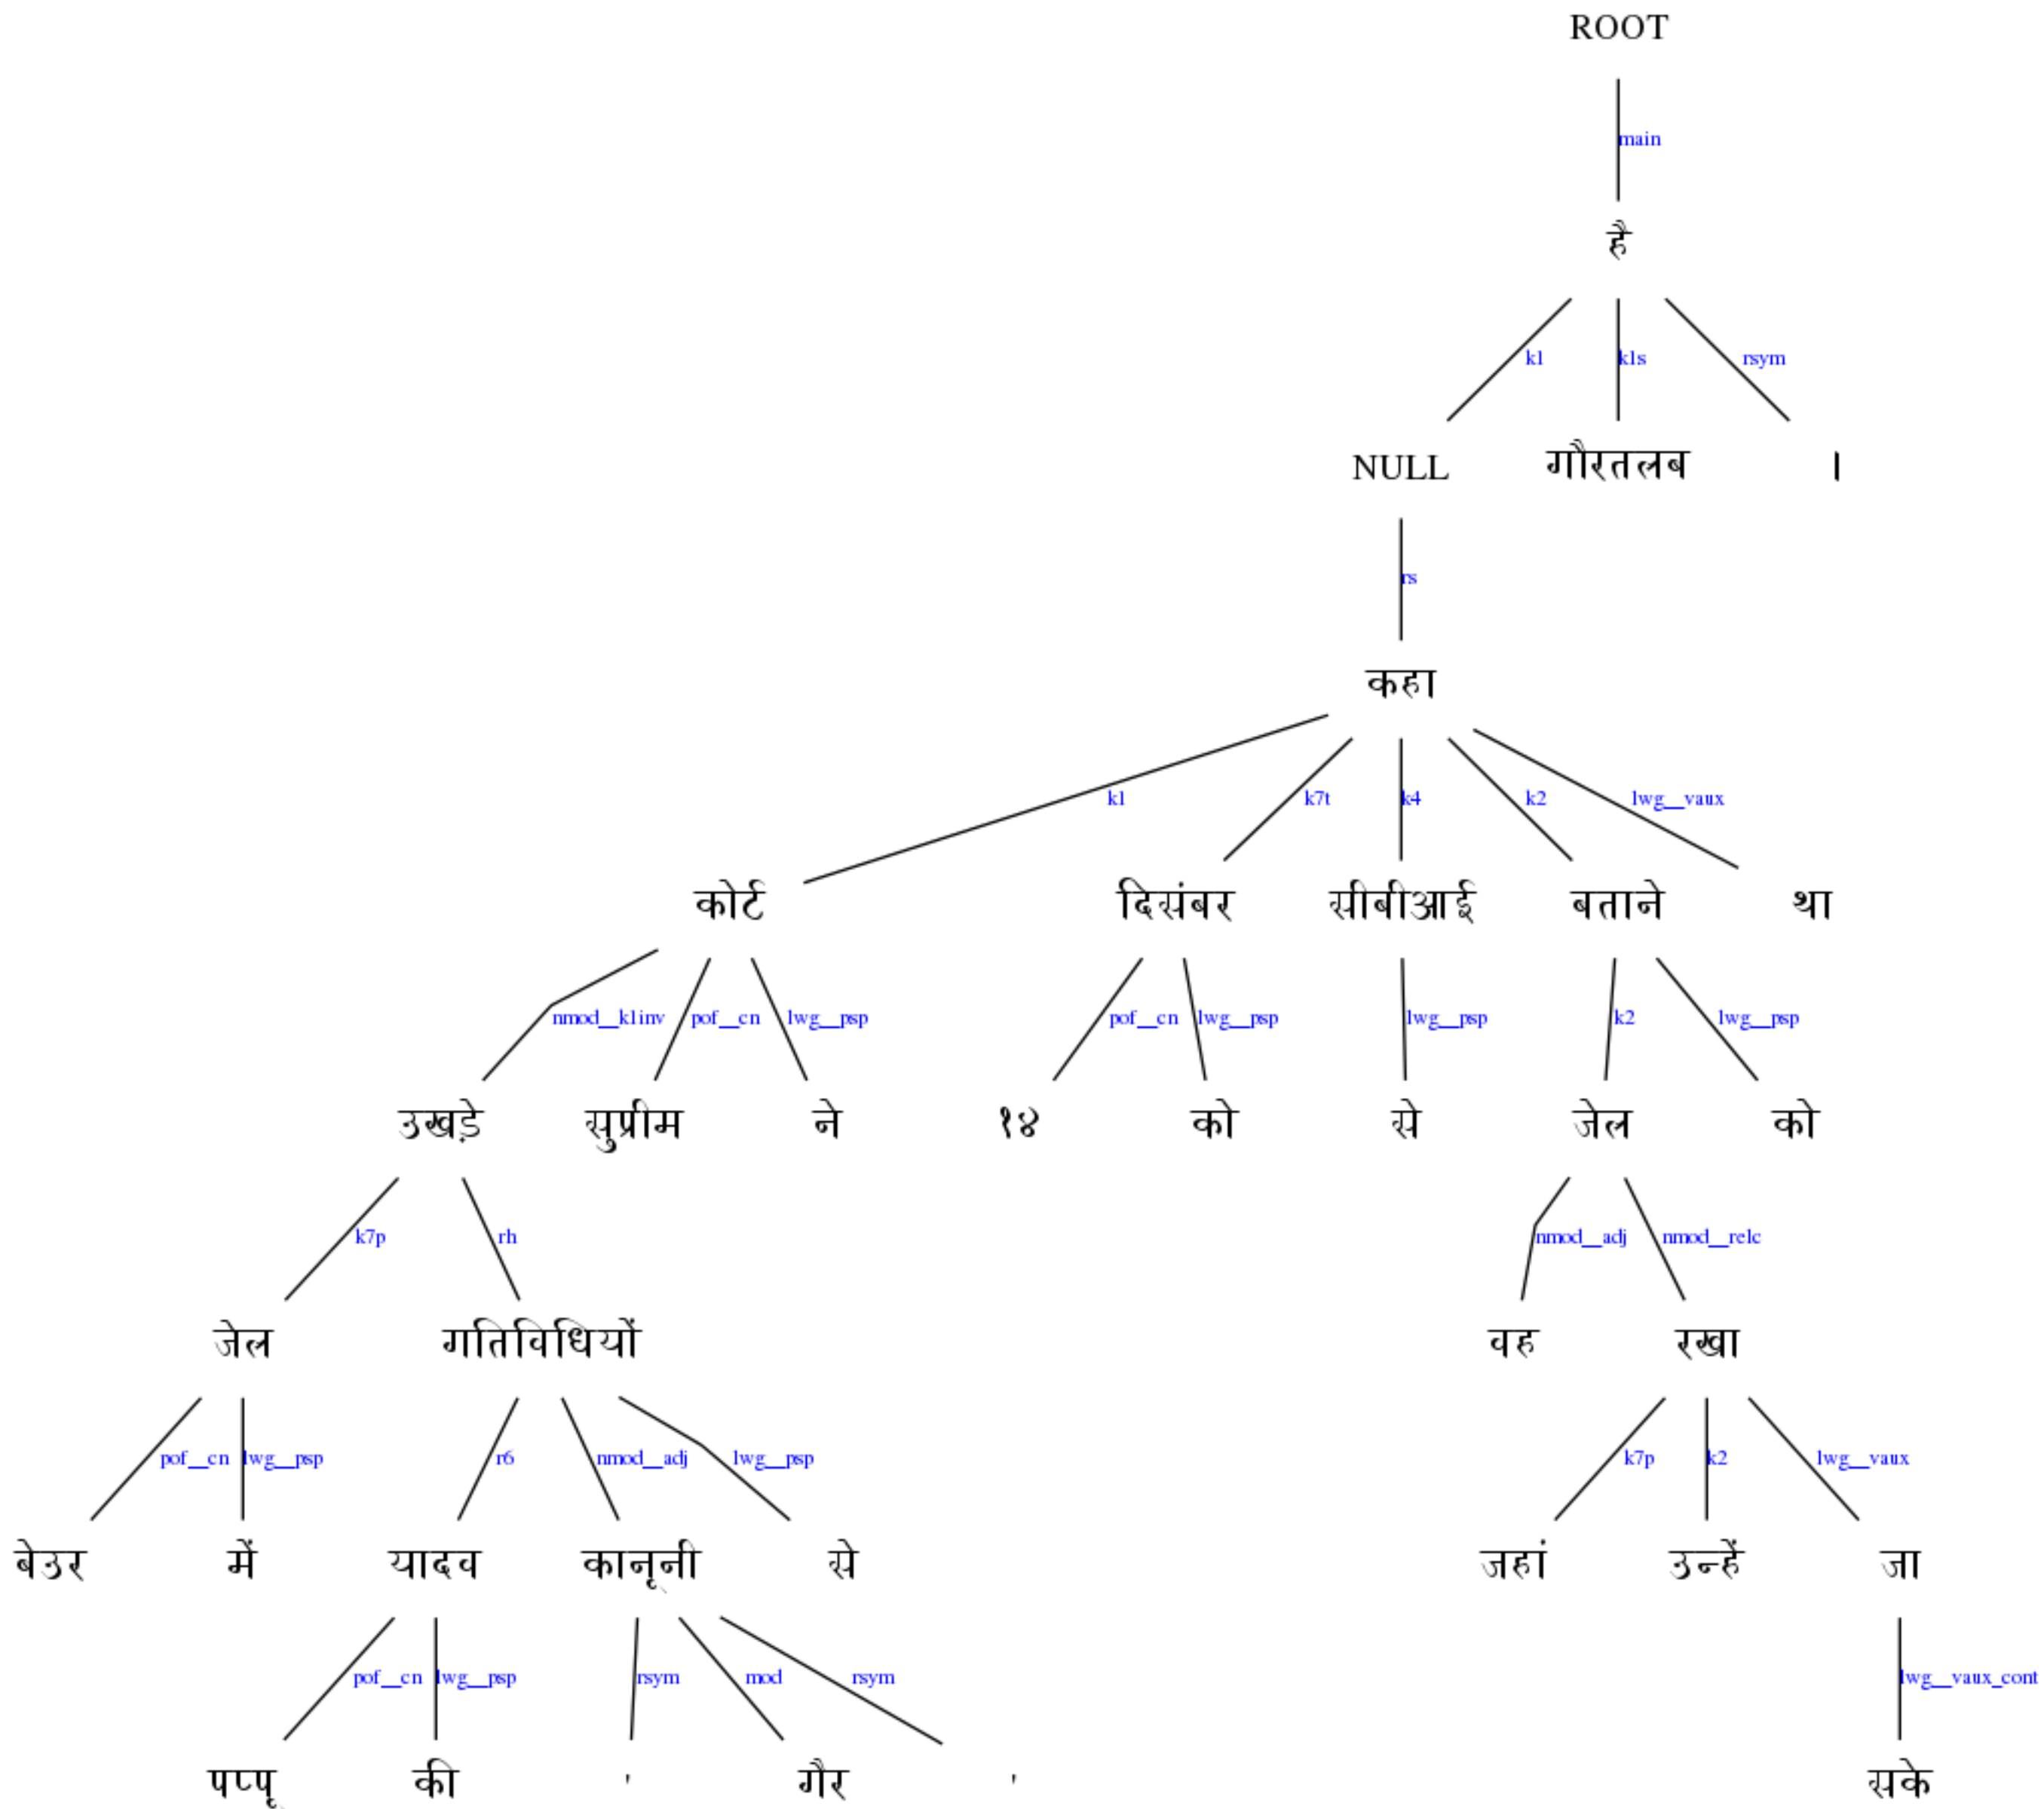 ROOT
main
है
k1 k1s rsym
NULL गौरतलब ।
rs
कहा
k1 k7t k4 k2 lwg__vaux
कोर्ट दिसंबर सीबीआई बताने था
nmod__k1inv pof__cn lwg__psp pof__cn lwg__psp lwg__psp k2 lwg__psp
उखड़े सुप्रीम ने १४ को से जेल को
k7p rh nmod__adj nmod__relc
जेल गतिविधियों वह रखा
pof__cn lwg__psp r6 nmod__adj lwg__psp k7p k2 lwg__vaux
बेउर में यादव कानूनी से जहां उन्हें जा
pof__cn lwg__psp rsym mod rsym lwg__vaux_cont
पप्पू की ' गैर ' सके